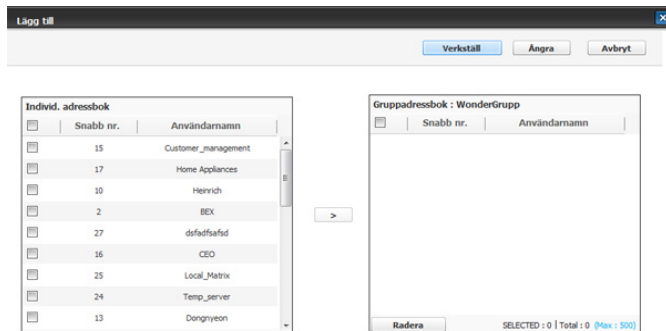 Lägg till
Verkställ Ångra Avbryt
Individ. adressbok
Snabb nr. Användarnamn
15 Customer_management
17 Home Appliances
10 Heinrich
2 BEX
27 dsfadfsafsd
16 CEO
25 Local_Matrix
24 Temp_server
13 Dongnyeon
>
Gruppadressbok : WonderGrupp
Snabb nr. Användarnamn
Radera SELECTED : 0 | Total : 0 (Max : 500)